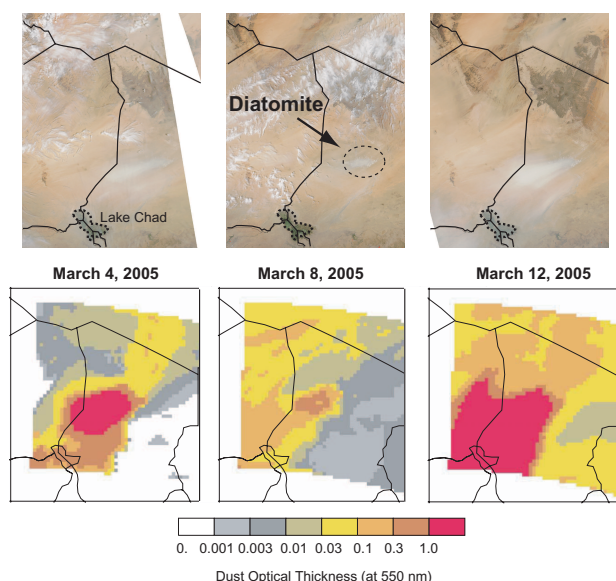 Diatomite
Lake Chad
March 4, 2005
March 8, 2005
March 12, 2005
0. 0.001 0.003 0.01 0.03 0.1 0.3 1.0
Dust Optical Thickness (at 550 nm)